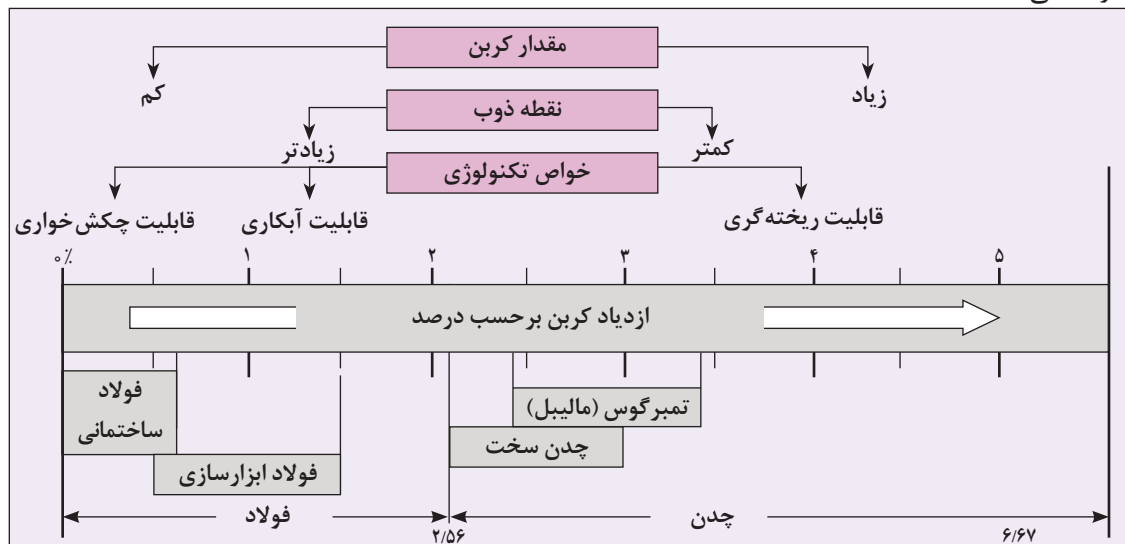 مقدار کربن
زیاد
کم
نقطه ذوب
کمتر
زیادتر
خواص تکنولوژی
قابلیت ریخته‌گری
قابلیت آبکاری
قابلیت چکش‌خواری
۰٪ ۱ ۲ ۳ ۴ ۵
ازدیاد کربن برحسب درصد
فولاد
ساختمانی
تمبرگوس (مالیبل)
چدن سخت
فولاد ابزارسازی
فولاد
چدن
۲/۵۶
۶/۶۷